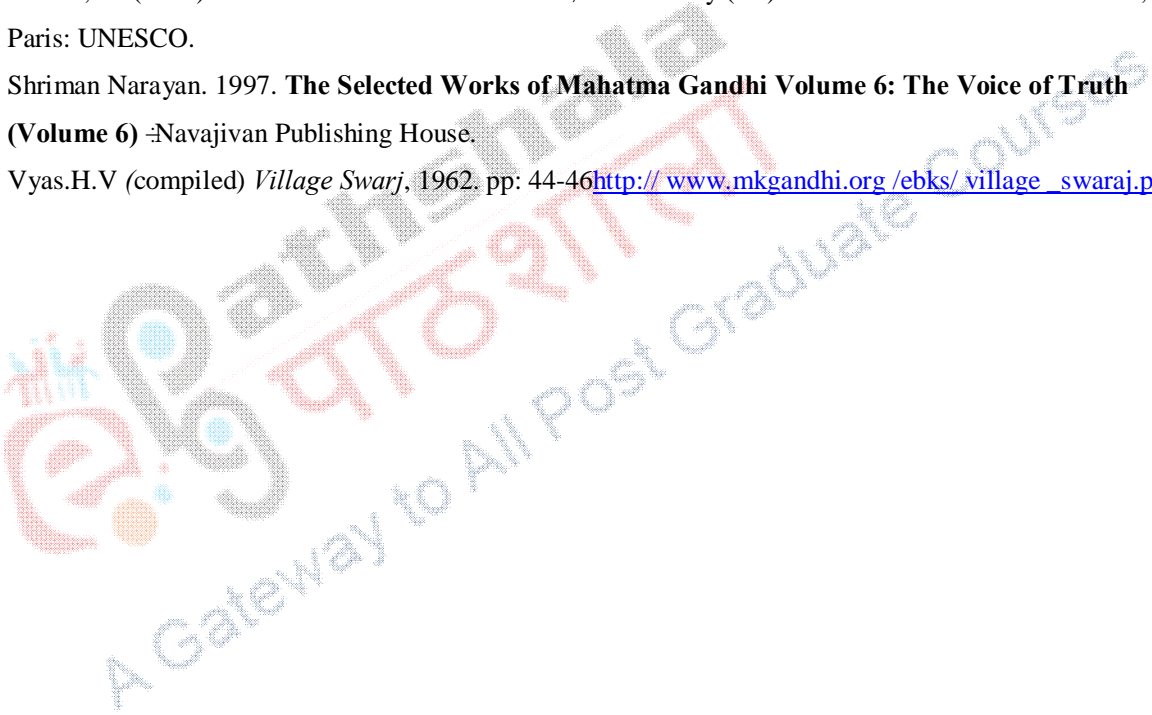 Paris: UNESCO.
Shriman Narayan. 1997. The Selected Works of Mahatma Gandhi Volume 6: The Voice of Truth
(Volume 6) :Navajivan Publishing House.
Vyas.H.V (compiled) Village Swarj, 1962. pp: 44-46http:// www.mkgandhi.org /ebks/ village _swaraj.p
Pathshala
पाठशाला
A Gateway to All Post Graduate Courses